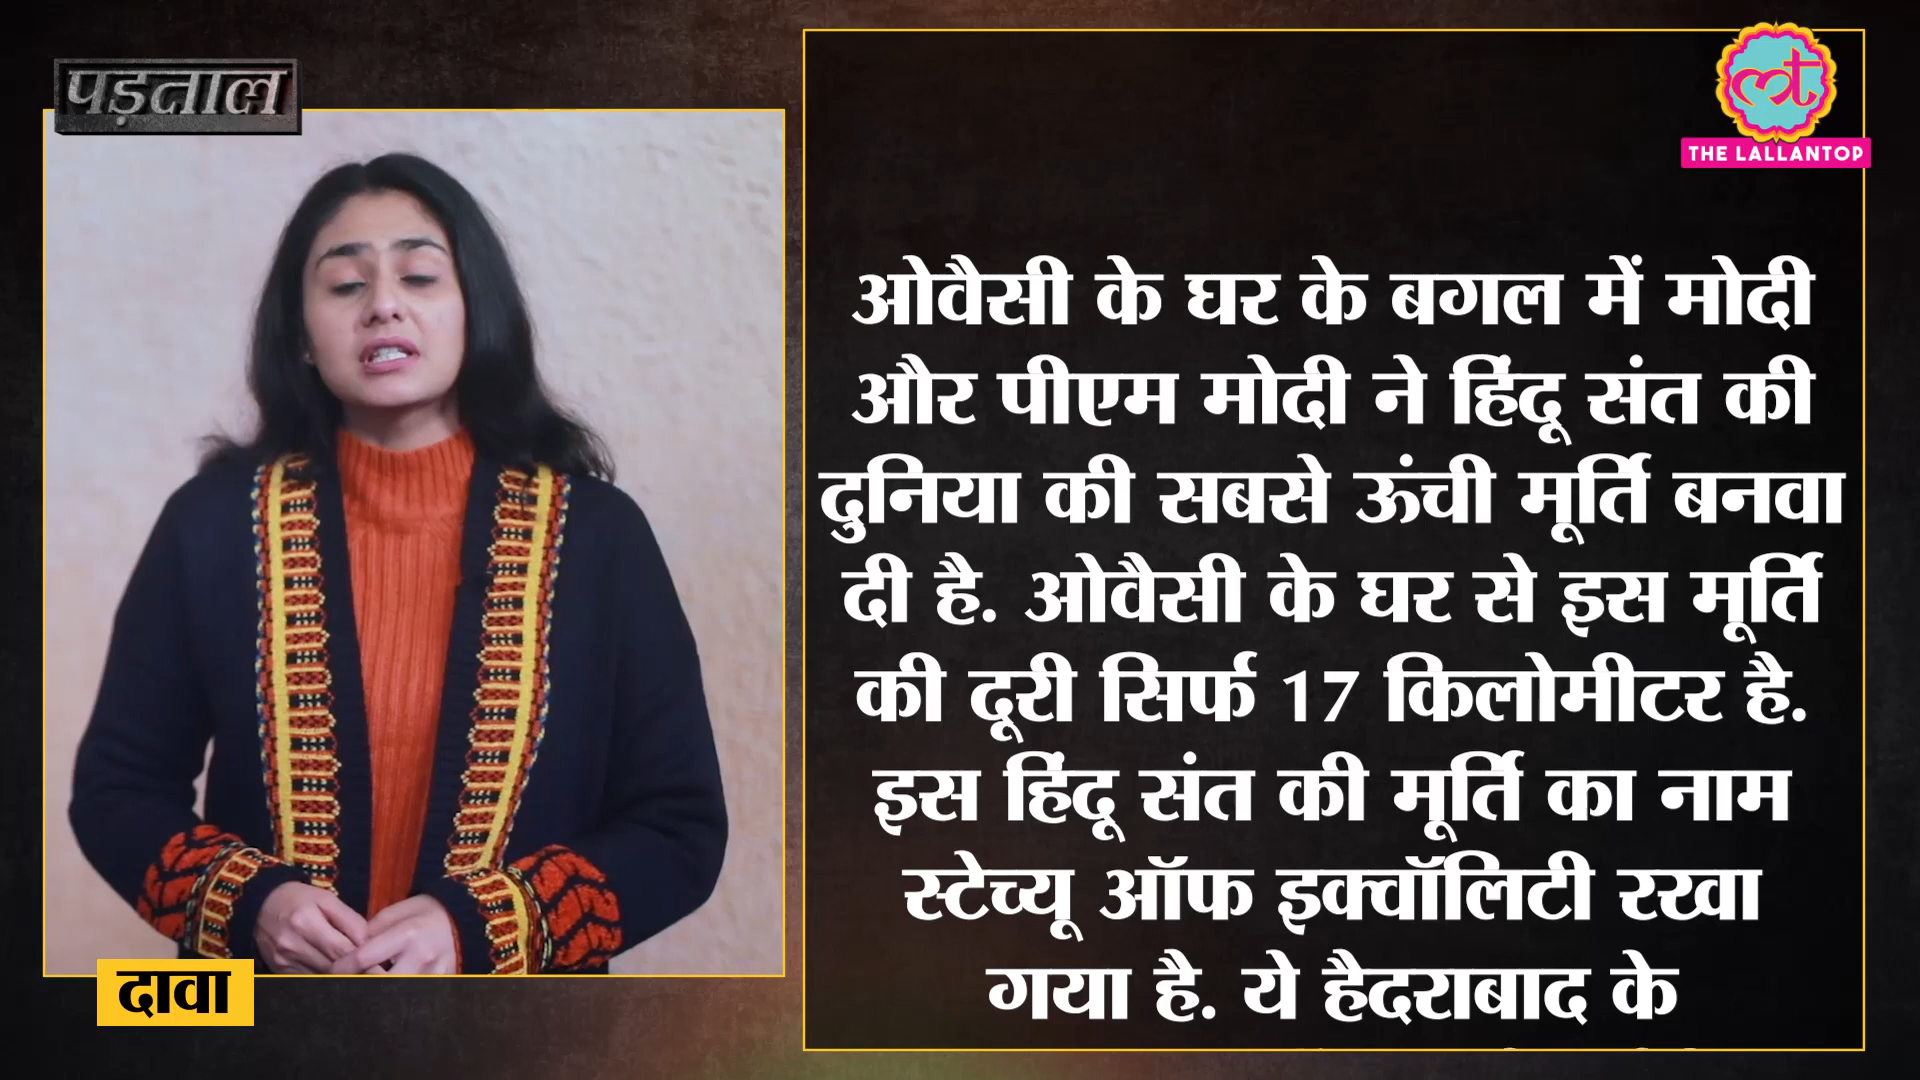 पड़ताल
THE LALLANTOP
ओवैसी के घर के बगल में मोदी
और पीएम मोदी ने हिंदू संत की
दुनिया की सबसे ऊंची मूर्ति बनवा
दी है. ओवैसी के घर से इस मूर्ति
की दूरी सिर्फ 17 किलोमीटर है.
इस हिंदू संत की मूर्ति का नाम
स्टेच्यू ऑफ इक्वॉलिटी रखा
गया है. ये हैदराबाद के
दावा